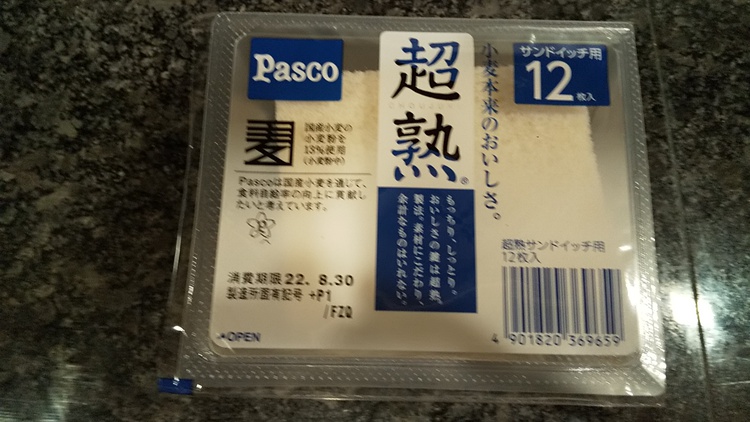 Pasco
超熟
小麦本来のおいしさ。
サンドイッチ用
12枚入
麦
国産小麦の
小麦粉を
13%使用
(小麦粉中)
Pascoは国産小麦を通じて、
食料自給率の向上に貢献し
たいと考えています。
もっちり、しっとり。
おいしさの鍵は超熟
製法。素材にこだわり、
余計なものはいれない。
消費期限 22. 8.30
製造所固有記号 +P1
/FZQ
超熟サンドイッチ用
12枚入
OPEN
4 901820 369659